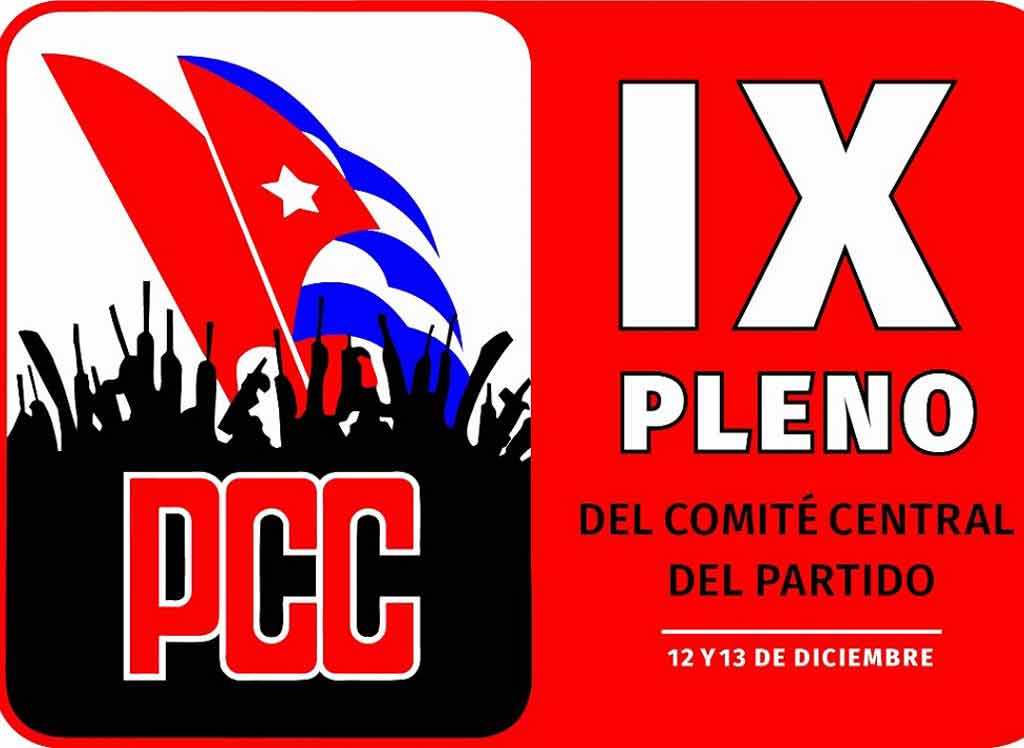 PCC
IX
PLENO
DEL COMITÉ CENTRAL
DEL PARTIDO
12 Y 13 DE DICIEMBRE